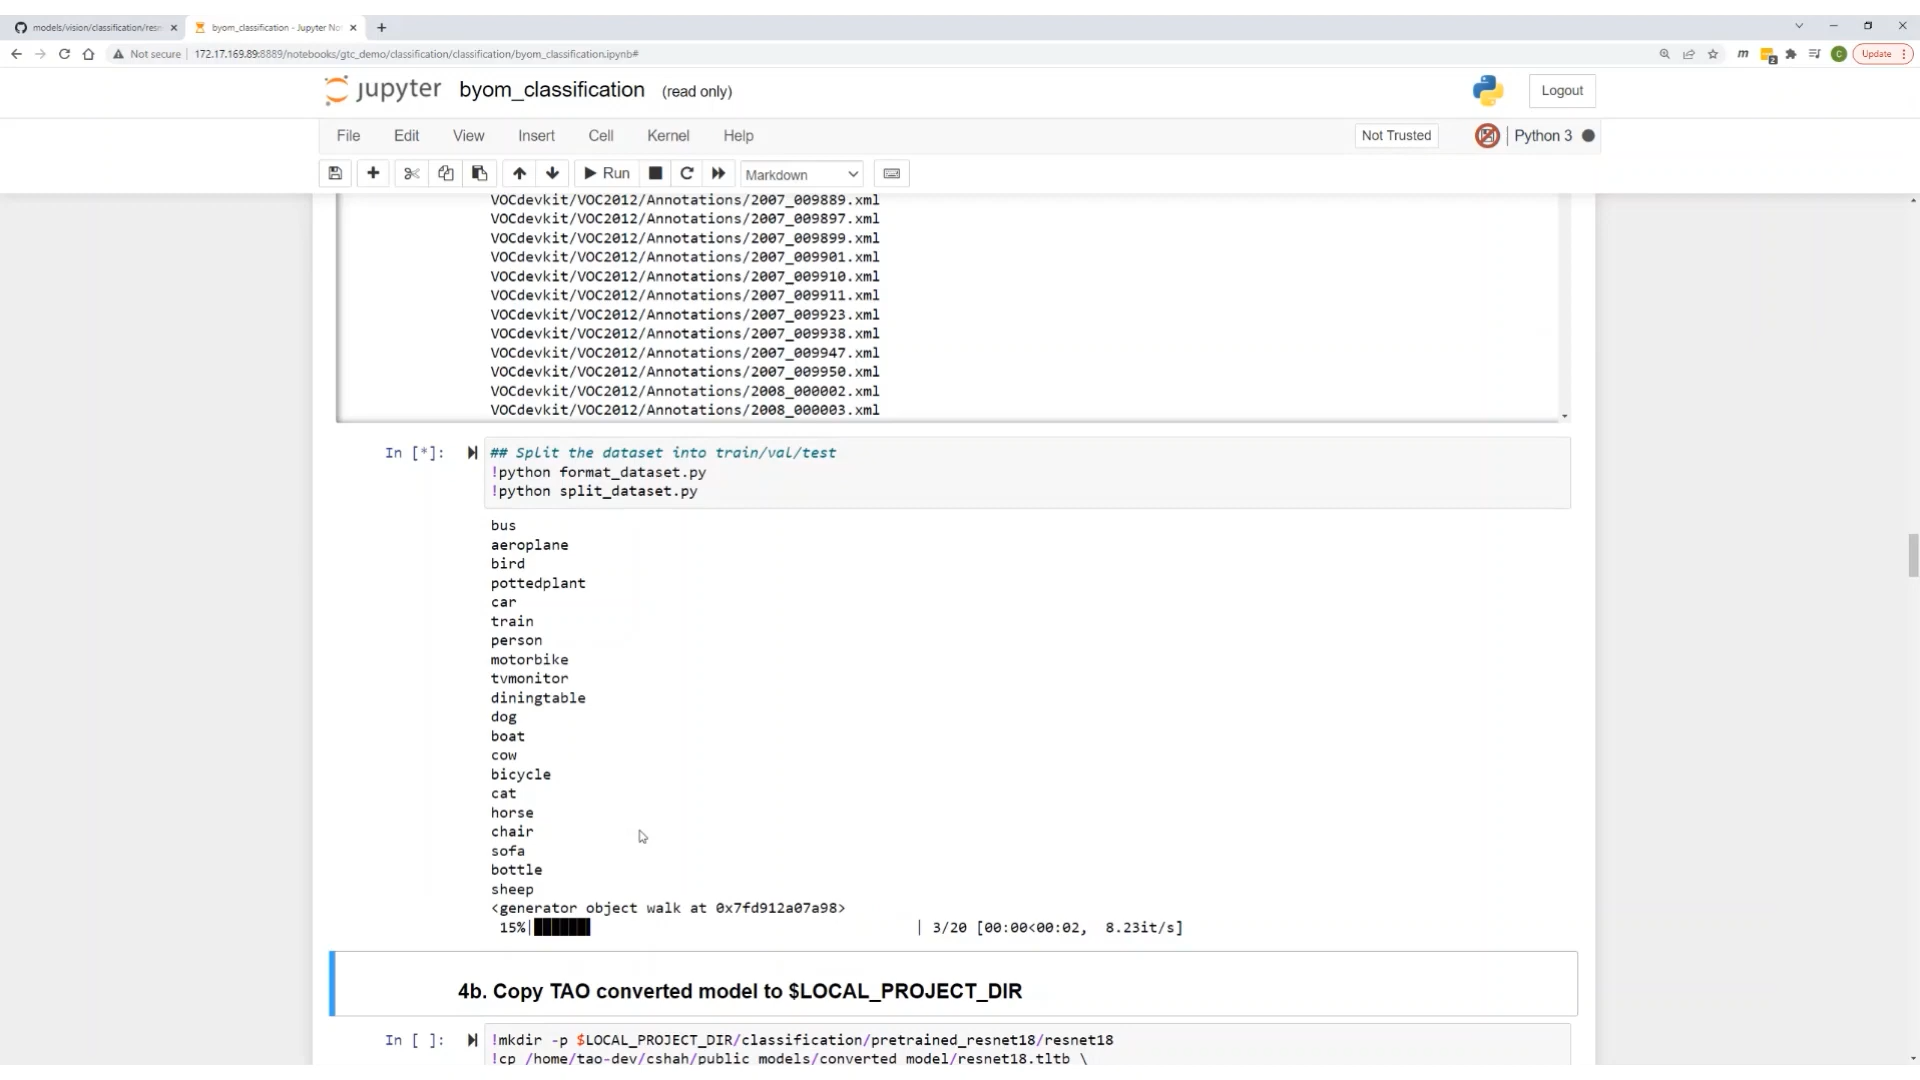 models/vision/classification/resn
byom_classification - Jupyter No
Not secure
172.17.169.89:8889/notebooks/gtc_demo/classification/classification/byom_classification.ipynb#
m
2
C
Update
jupyter
byom_classification
(read only)
Logout
File
Edit
View
Insert
Cell
Kernel
Help
Not Trusted
Python 3
Run
Markdown
VOCdevkit/VOC2012/Annotations/2007_009889.xml
VOCdevkit/VOC2012/Annotations/2007_009897.xml
VOCdevkit/VOC2012/Annotations/2007_009899.xml
VOCdevkit/VOC2012/Annotations/2007_009901.xml
VOCdevkit/VOC2012/Annotations/2007_009910.xml
VOCdevkit/VOC2012/Annotations/2007_009911.xml
VOCdevkit/VOC2012/Annotations/2007_009923.xml
VOCdevkit/VOC2012/Annotations/2007_009938.xml
VOCdevkit/VOC2012/Annotations/2007_009947.xml
VOCdevkit/VOC2012/Annotations/2007_009950.xml
VOCdevkit/VOC2012/Annotations/2008_000002.xml
VOCdevkit/VOC2012/Annotations/2008_000003.xml
In [*]:
## Split the dataset into train/val/test
!python format_dataset.py
!python split_dataset.py
bus
aeroplane
bird
pottedplant
car
train
person
motorbike
tvmonitor
diningtable
dog
boat
cow
bicycle
cat
horse
chair
sofa
bottle
sheep
<generator object walk at 0x7fd912a07a98>
15%| | 3/20 [00:00<00:02, 8.23it/s]
4b. Copy TAO converted model to $LOCAL_PROJECT_DIR
In [ ]:
!mkdir -p $LOCAL_PROJECT_DIR/classification/pretrained_resnet18/resnet18
!cp /home/tao-dev/cshah/public_models/converted_model/resnet18.tltb \